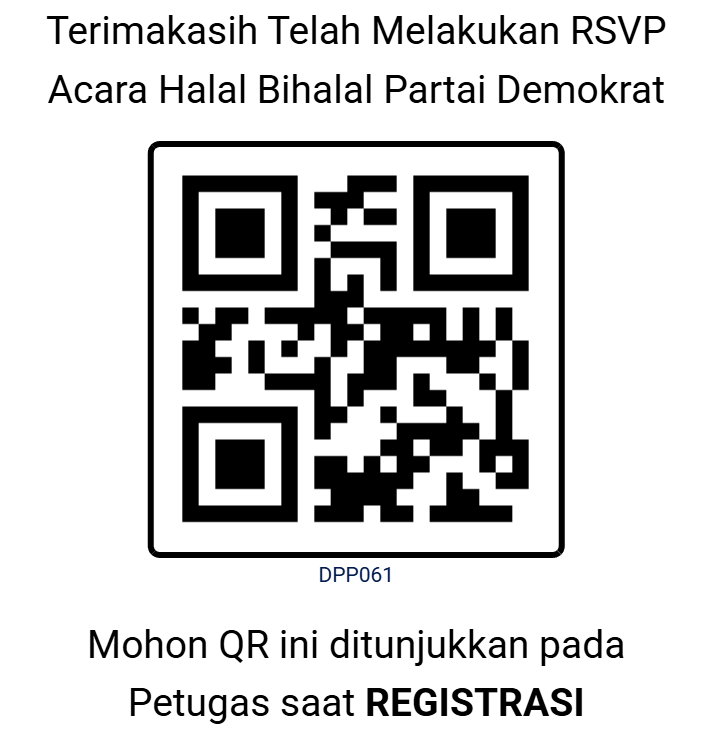 Terimakasih Telah Melakukan RSVP
Acara Halal Bihalal Partai Demokrat
DPP061
Mohon QR ini ditunjukkan pada
Petugas saat REGISTRASI